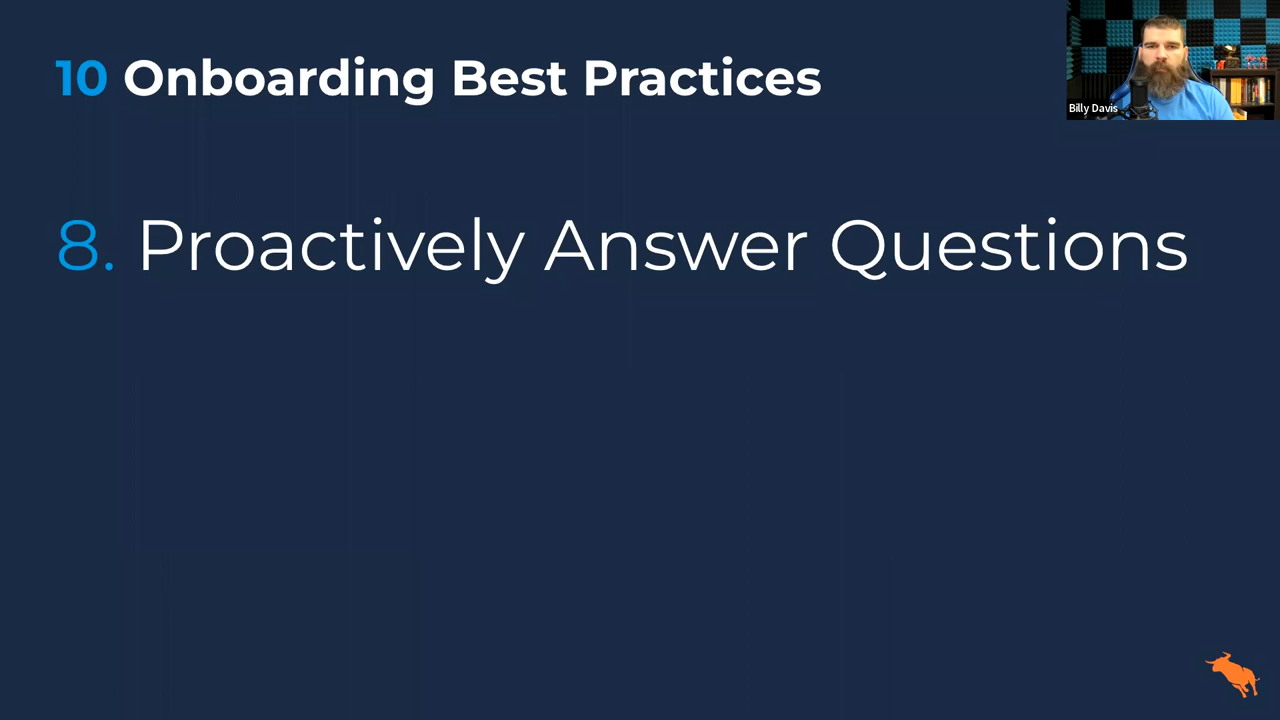 10 Onboarding Best Practices
Billy Davis
8. Proactively Answer Questions